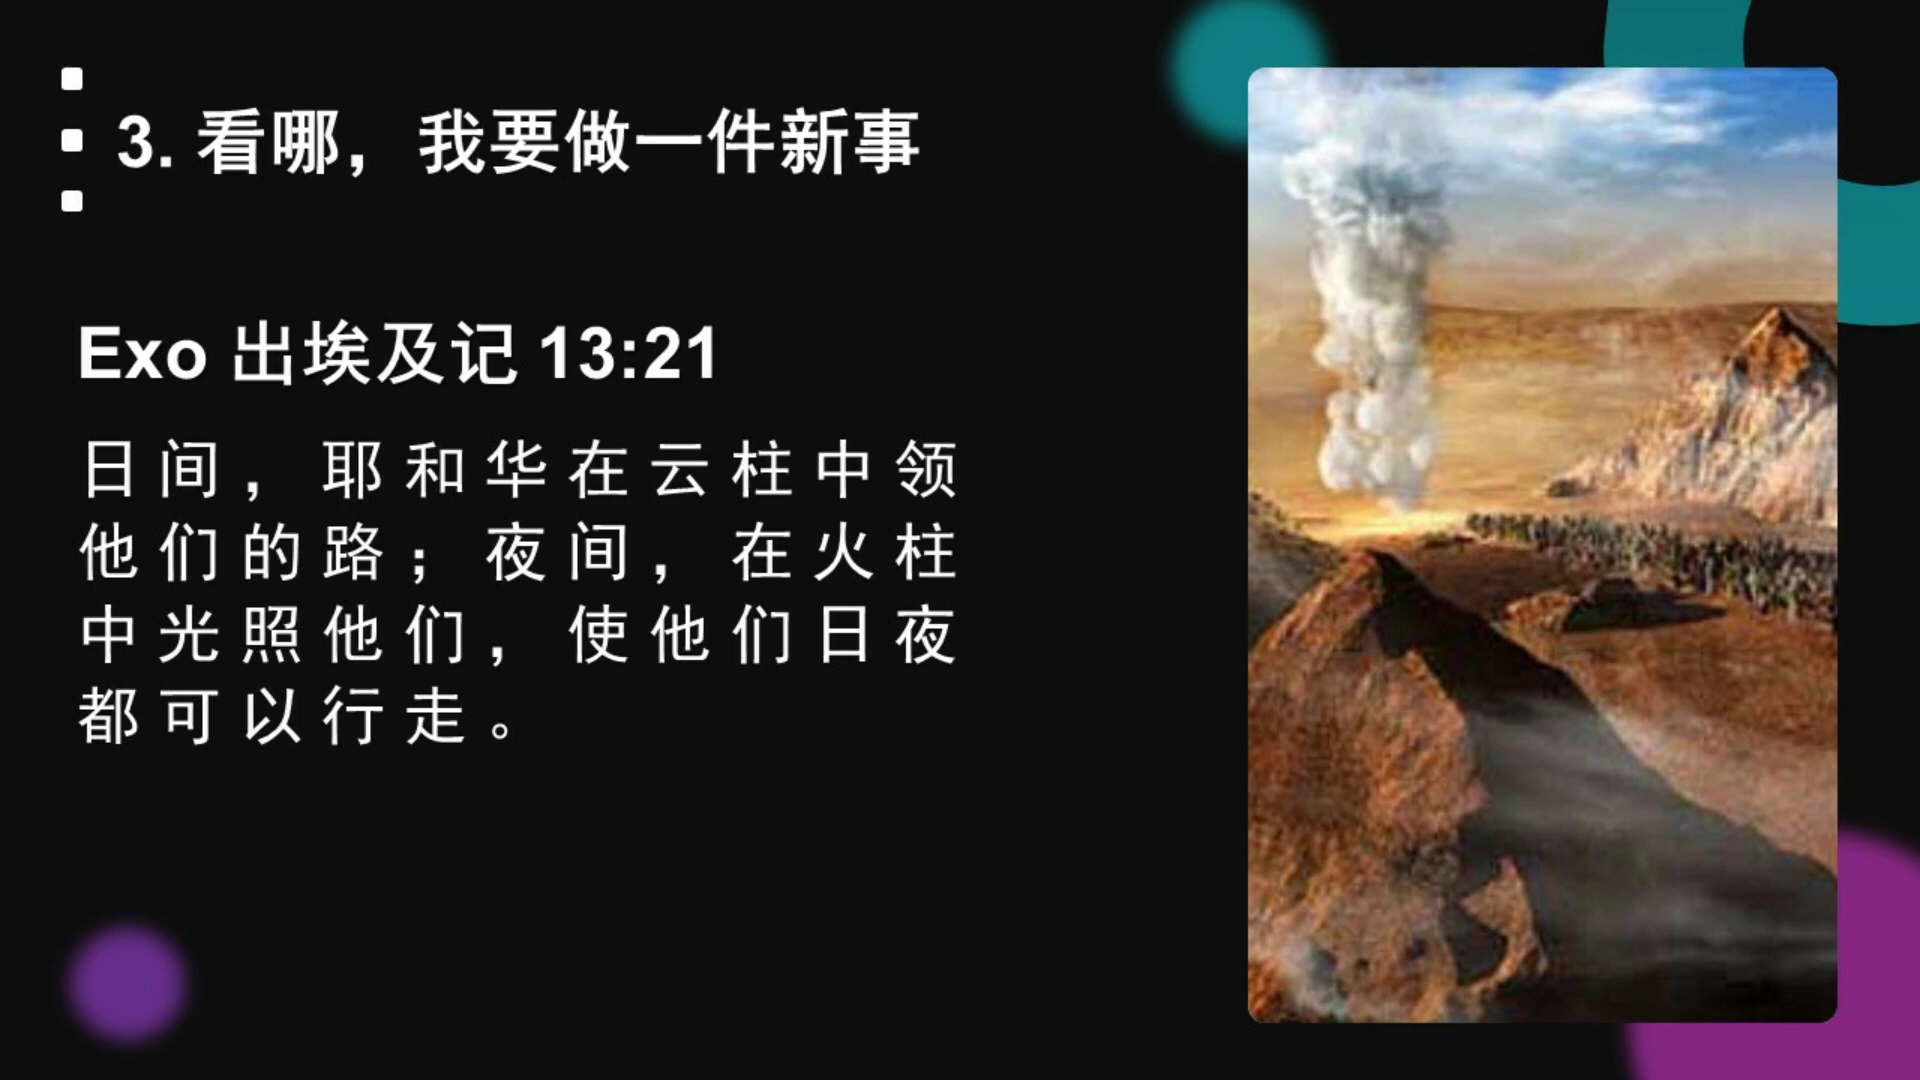 3. 看哪，我要做一件新事
Exo 出埃及记 13:21
日间，耶和华在云柱中领
他们的路；夜间，在火柱
中光照他们，使他们日夜
都可以行走。